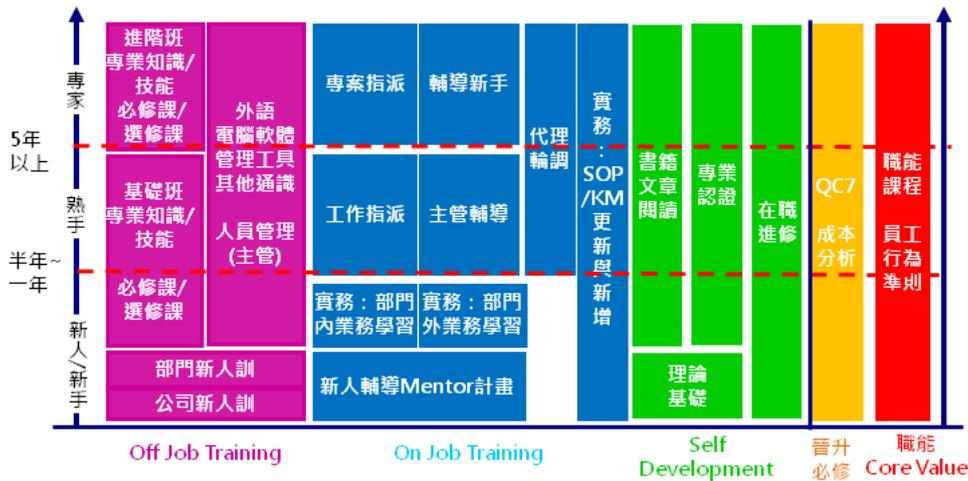 專家
5年
以上
熟手
半年~
一年
新人/新手
進階班
專業知識/
技能
必修課/
選修課
基礎班
專業知識/
技能
必修課/
選修課
外語
電腦軟體
管理工具
其他通識
人員管理
(主管)
部門新人訓
公司新人訓
專案指派
輔導新手
工作指派
主管輔導
實務：部門
內業務學習
實務：部門
外業務學習
新人輔導Mentor計畫
代理
輪調
實務：
SOP
/KM
更新與新增
書籍
文章
閱讀
專業
認證
理論
基礎
在職
進修
QC7
成本
分析
職能
課程
員工
行為
準則
Off Job Training
On Job Training
Self
Development
晉升
必修
職能
Core Value